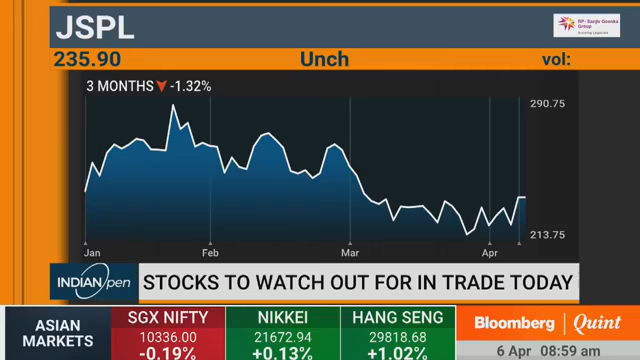 JSPL
RP-Sanjiv Goenka
Group
Growing Legacies
235.90 Unch vol:
3 MONTHS -1.32%
290.75
213.75
Jan Feb Mar Apr
INDIAN Open STOCKS TO WATCH OUT FOR IN TRADE TODAY
ASIAN MARKETS
SGX NIFTY NIKKEI HANG SENG
10336.00 21672.94 29818.68
-0.19% +0.13% +1.02%
Bloomberg Quint
6 Apr 08:59 am